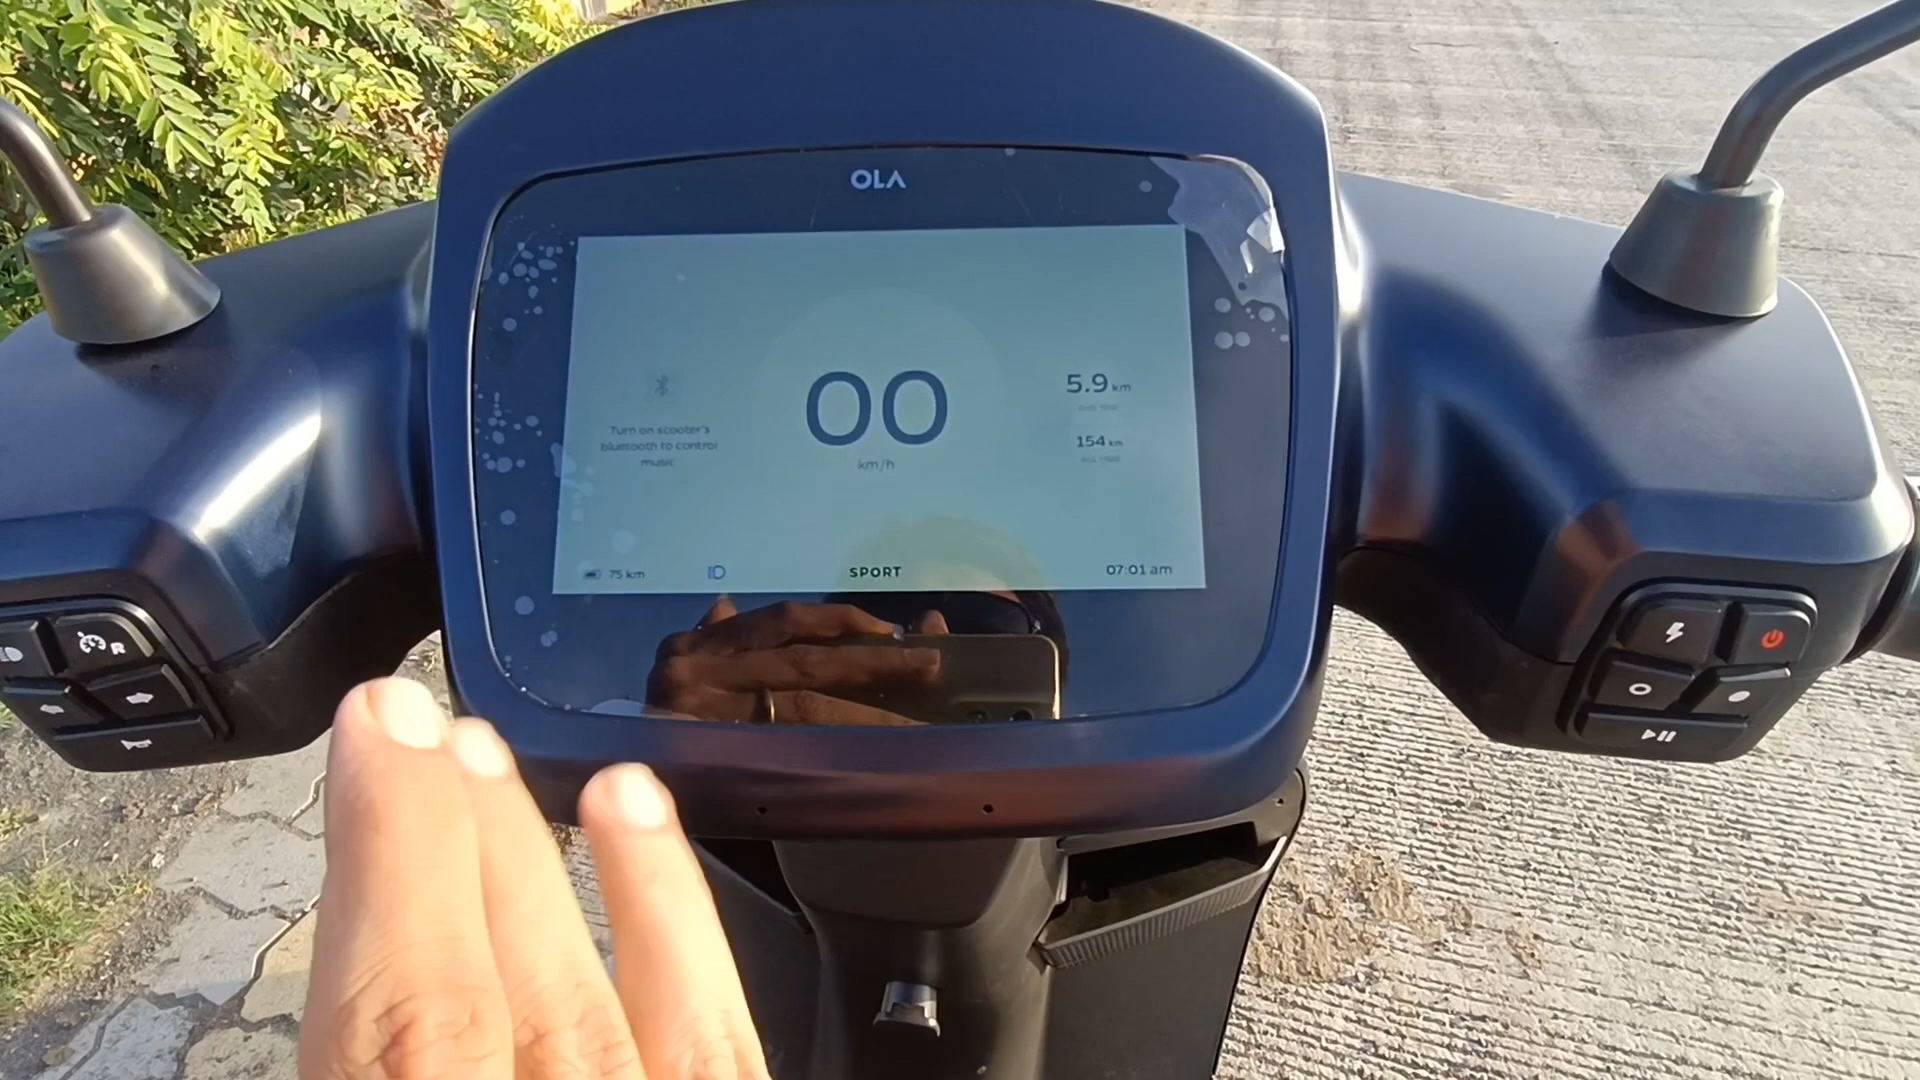 OLA
Turn on scooter's
bluetooth to control
music
00
km/h
5.9 km
154 km
75 km
SPORT
07:01 am
R